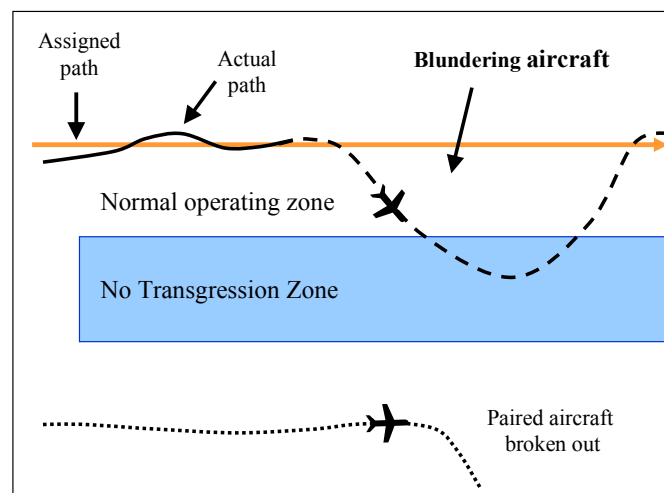 Assigned
path
Actual
path
Blundering aircraft
Normal operating zone
No Transgression Zone
Paired aircraft
broken out